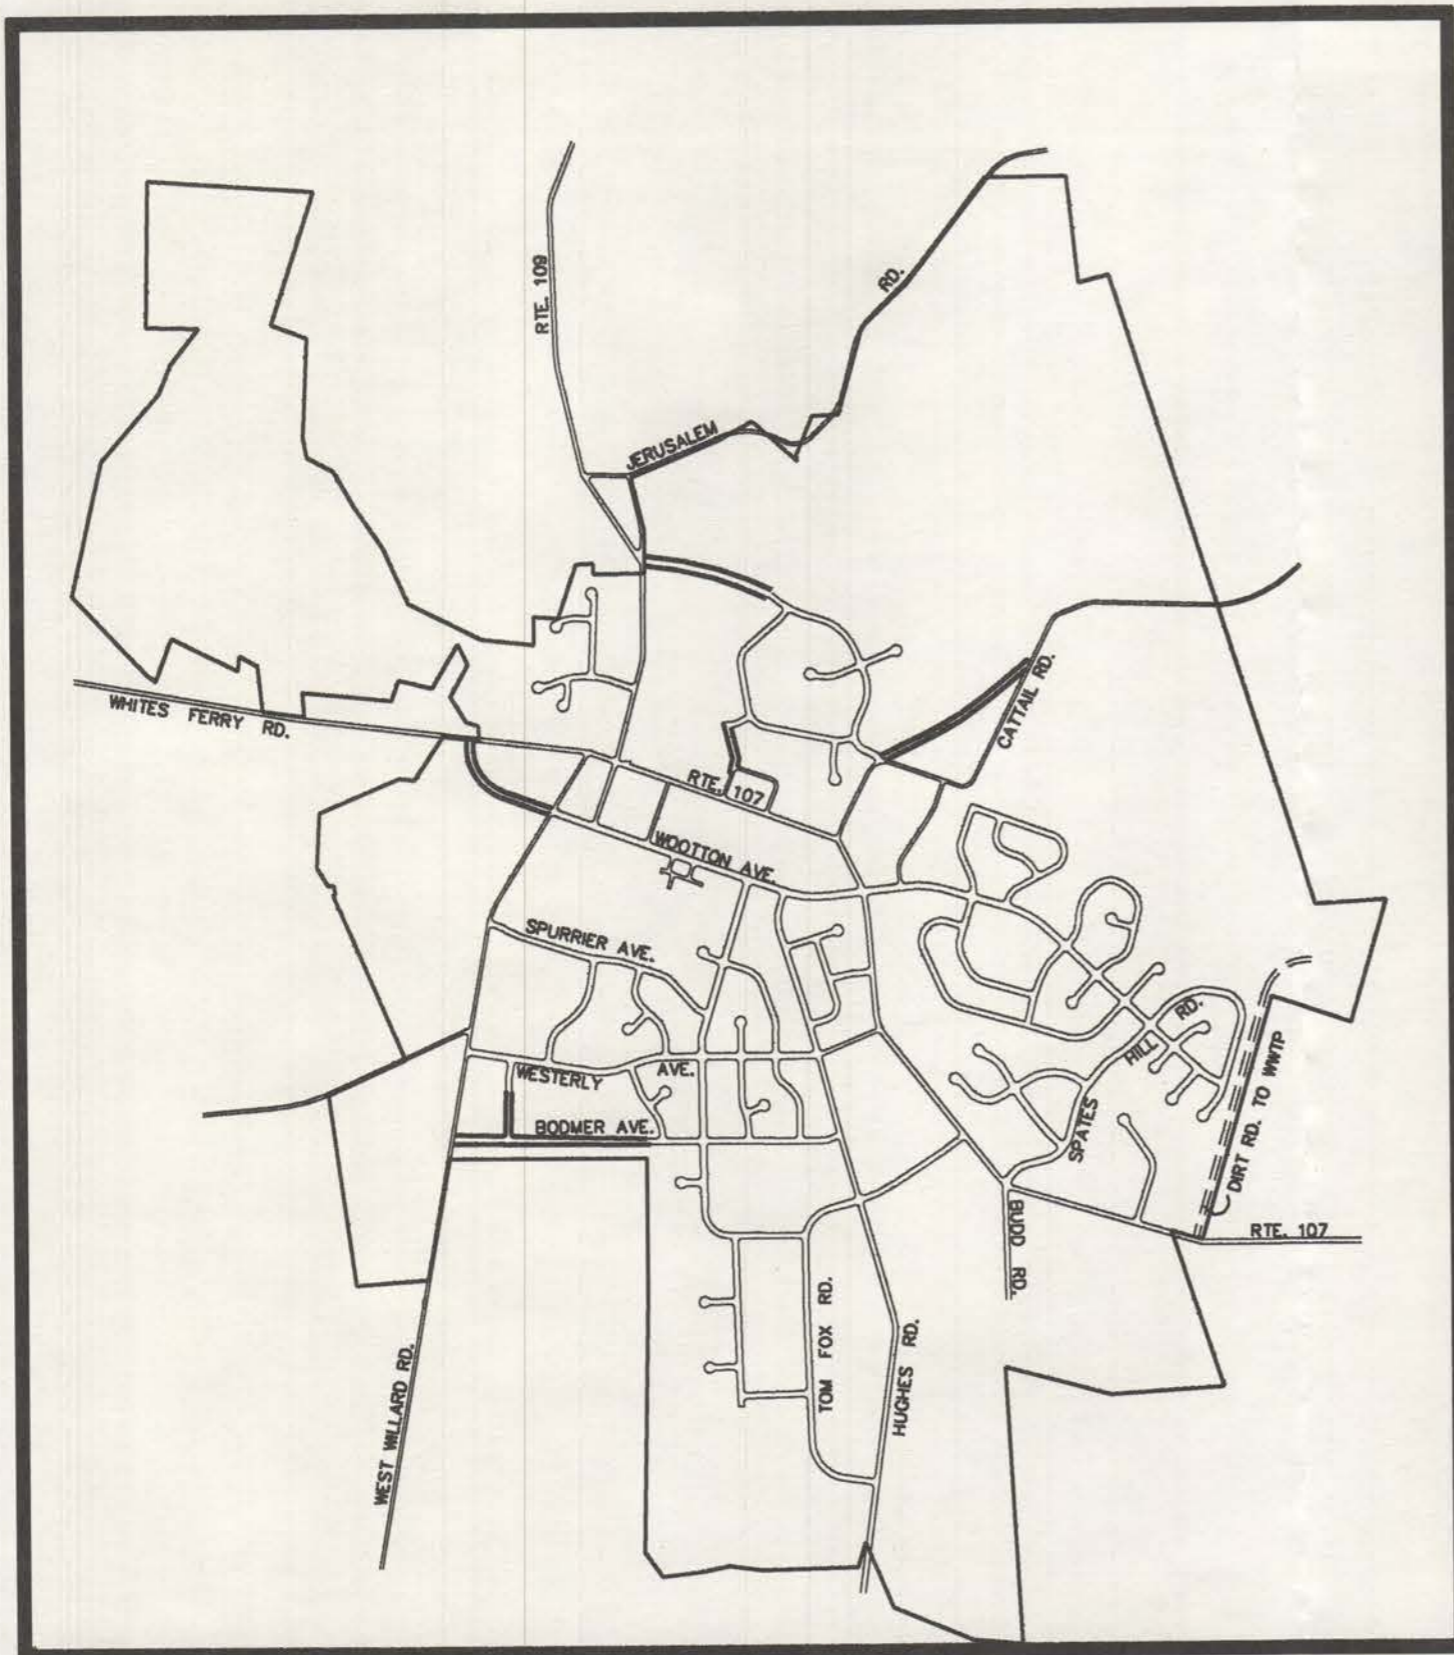 RTE. 109
JERUSALEM RD.
WHITES FERRY RD.
CATTAIL RD.
RTE. 107
WOOTTON AVE.
SPURRIER AVE.
WESTERLY AVE.
BODMER AVE.
SPATES HILL RD.
DIRT RD. TO WWTP
BUDD RD.
RTE. 107
TOM FOX RD.
HUGHES RD.
WEST WILLARD RD.